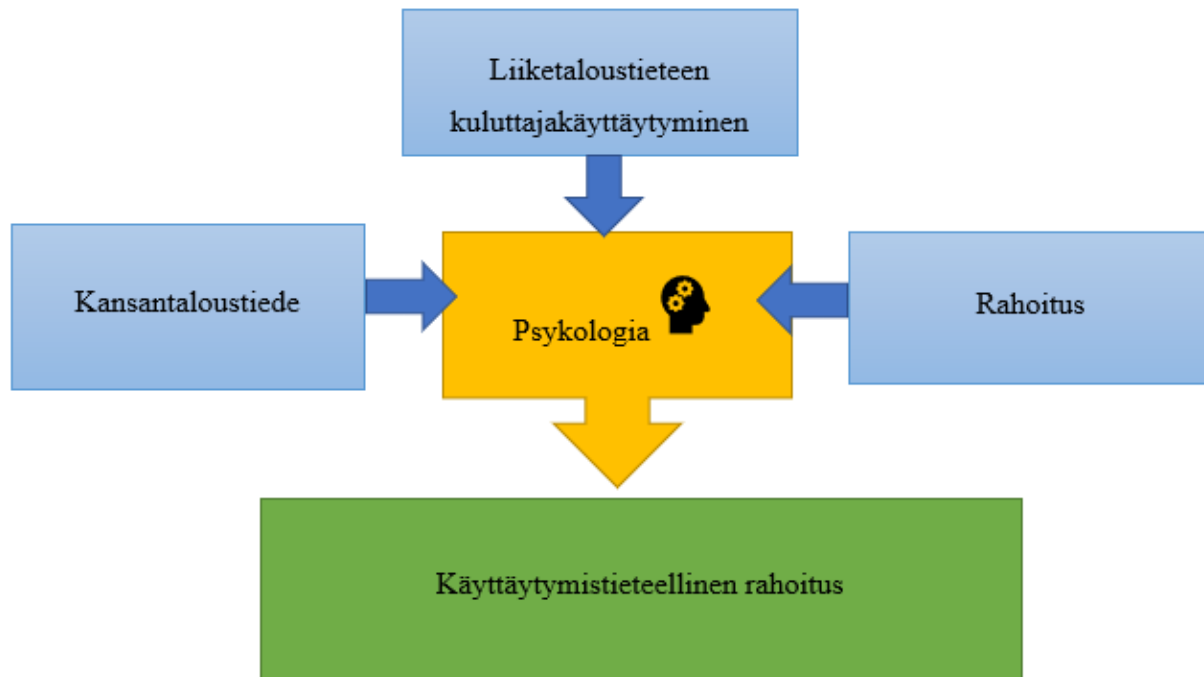 Liiketaloustieteen
kuluttajakäyttäytyminen
Kansantaloustiede
Psykologia
Rahoitus
Käyttäytymistieteellinen rahoitus